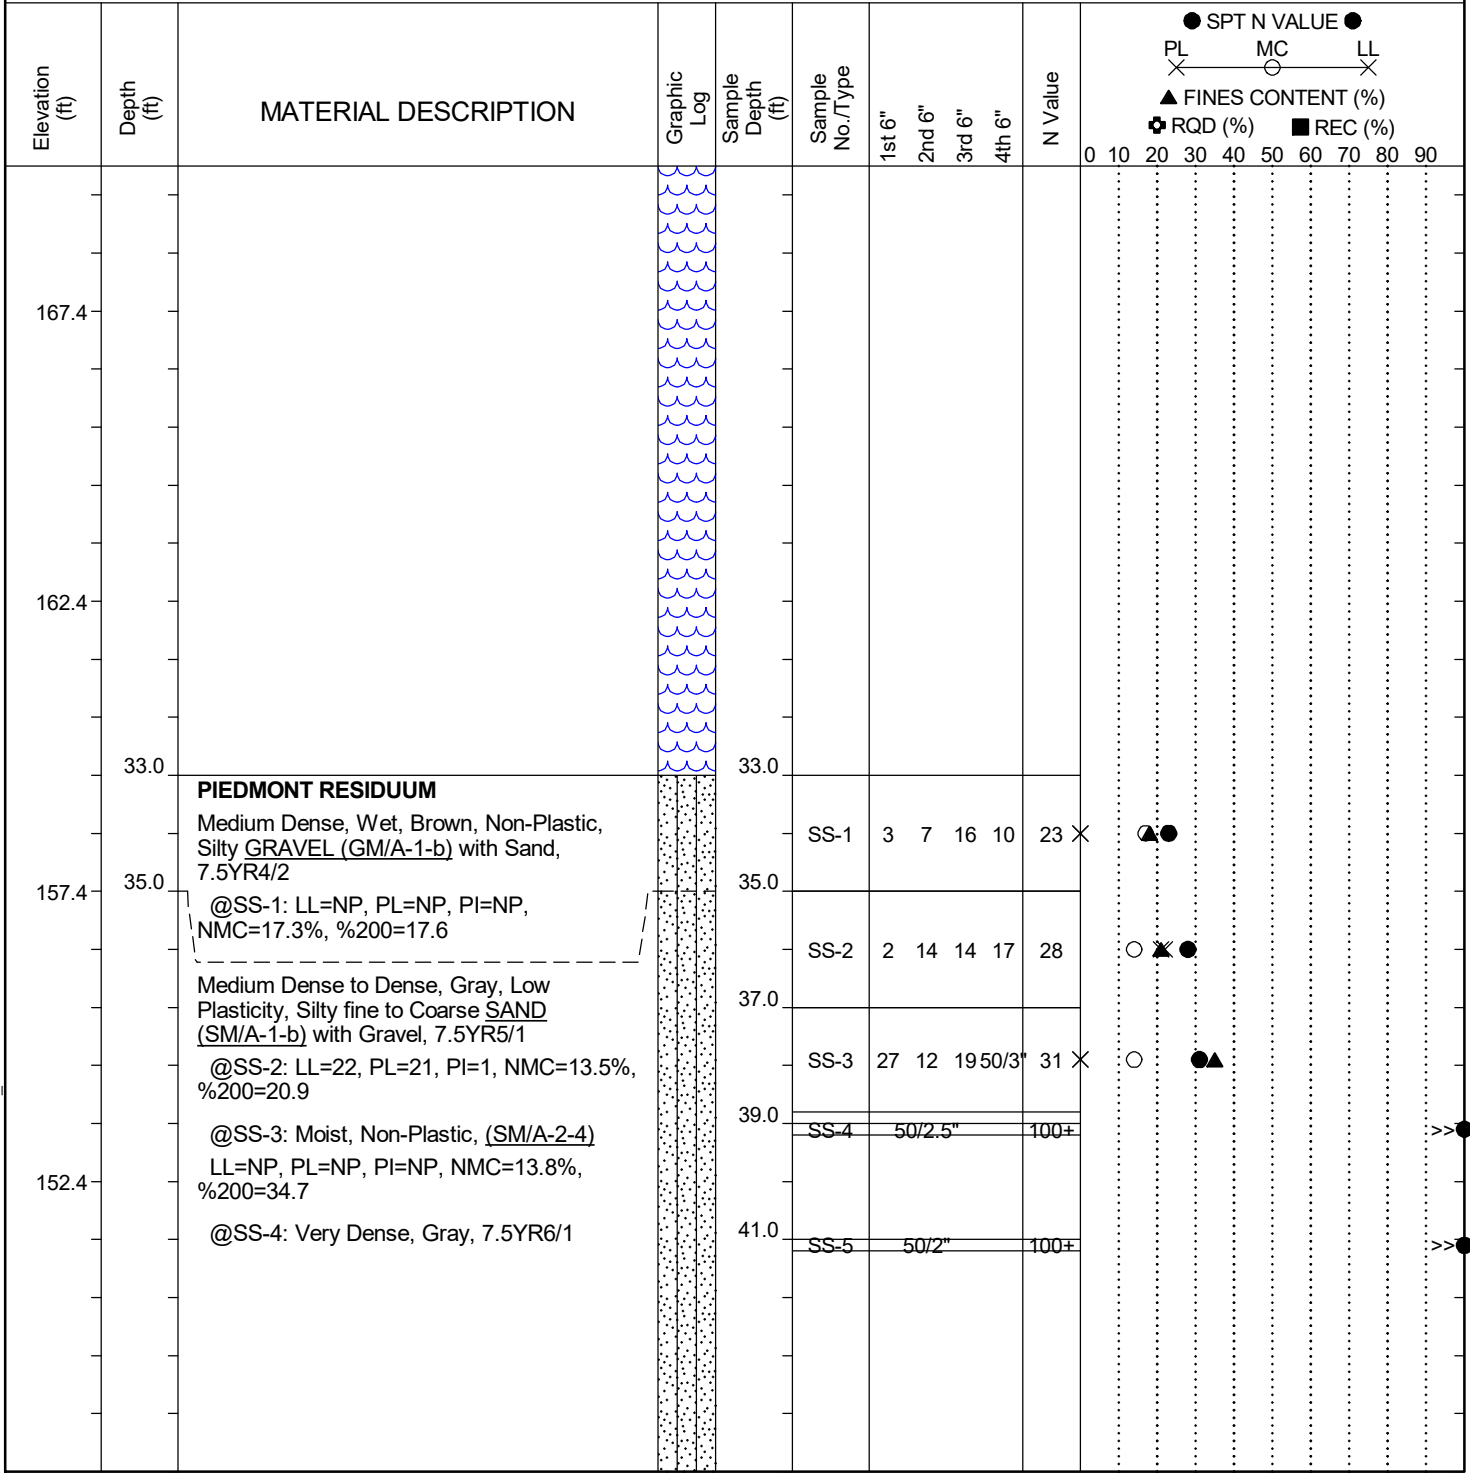 ● SPT N VALUE ●
PL MC LL
▲ FINES CONTENT (%)
RQD (%) ■ REC (%)
Elevation (ft)
Depth (ft)
MATERIAL DESCRIPTION
Graphic Log
Sample Depth (ft)
Sample No./Type
1st 6"
2nd 6"
3rd 6"
4th 6"
N Value
0 10 20 30 40 50 60 70 80 90
167.4
162.4
33.0 33.0
PIEDMONT RESIDUUM
Medium Dense, Wet, Brown, Non-Plastic,
Silty GRAVEL (GM/A-1-b) with Sand,
7.5YR4/2
SS-1 3 7 16 10 23
157.4 35.0 35.0
@SS-1: LL=NP, PL=NP, PI=NP,
NMC=17.3%, %200=17.6
SS-2 2 14 14 17 28
Medium Dense to Dense, Gray, Low
Plasticity, Silty fine to Coarse SAND
(SM/A-1-b) with Gravel, 7.5YR5/1
37.0
@SS-2: LL=22, PL=21, PI=1, NMC=13.5%,
%200=20.9
SS-3 27 12 19 50/3" 31
39.0
@SS-3: Moist, Non-Plastic, (SM/A-2-4)
SS-4 50/2.5" 100+ >>
LL=NP, PL=NP, PI=NP, NMC=13.8%,
%200=34.7
152.4
@SS-4: Very Dense, Gray, 7.5YR6/1
41.0
SS-5 50/2" 100+ >>